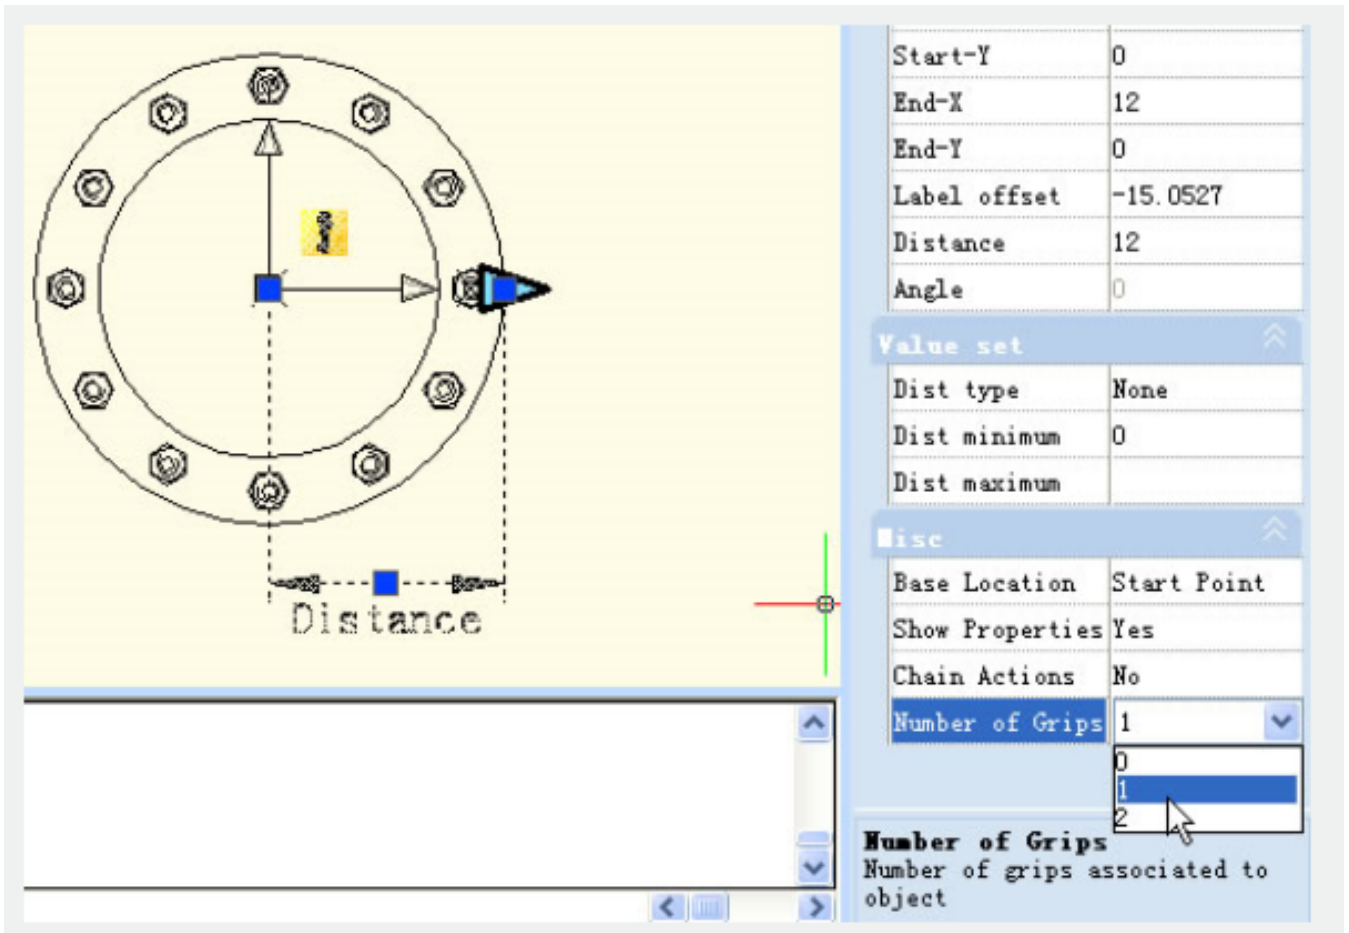 Start-Y 0
End-X 12
End-Y 0
Label offset -15.0527
Distance 12
Angle 0
Value set
Dist type None
Dist minimum 0
Dist maximum
Misc
Base Location Start Point
Show Properties Yes
Chain Actions No
Number of Grips 1
0
1
2
Number of Grips
Number of grips associated to
object
Distance